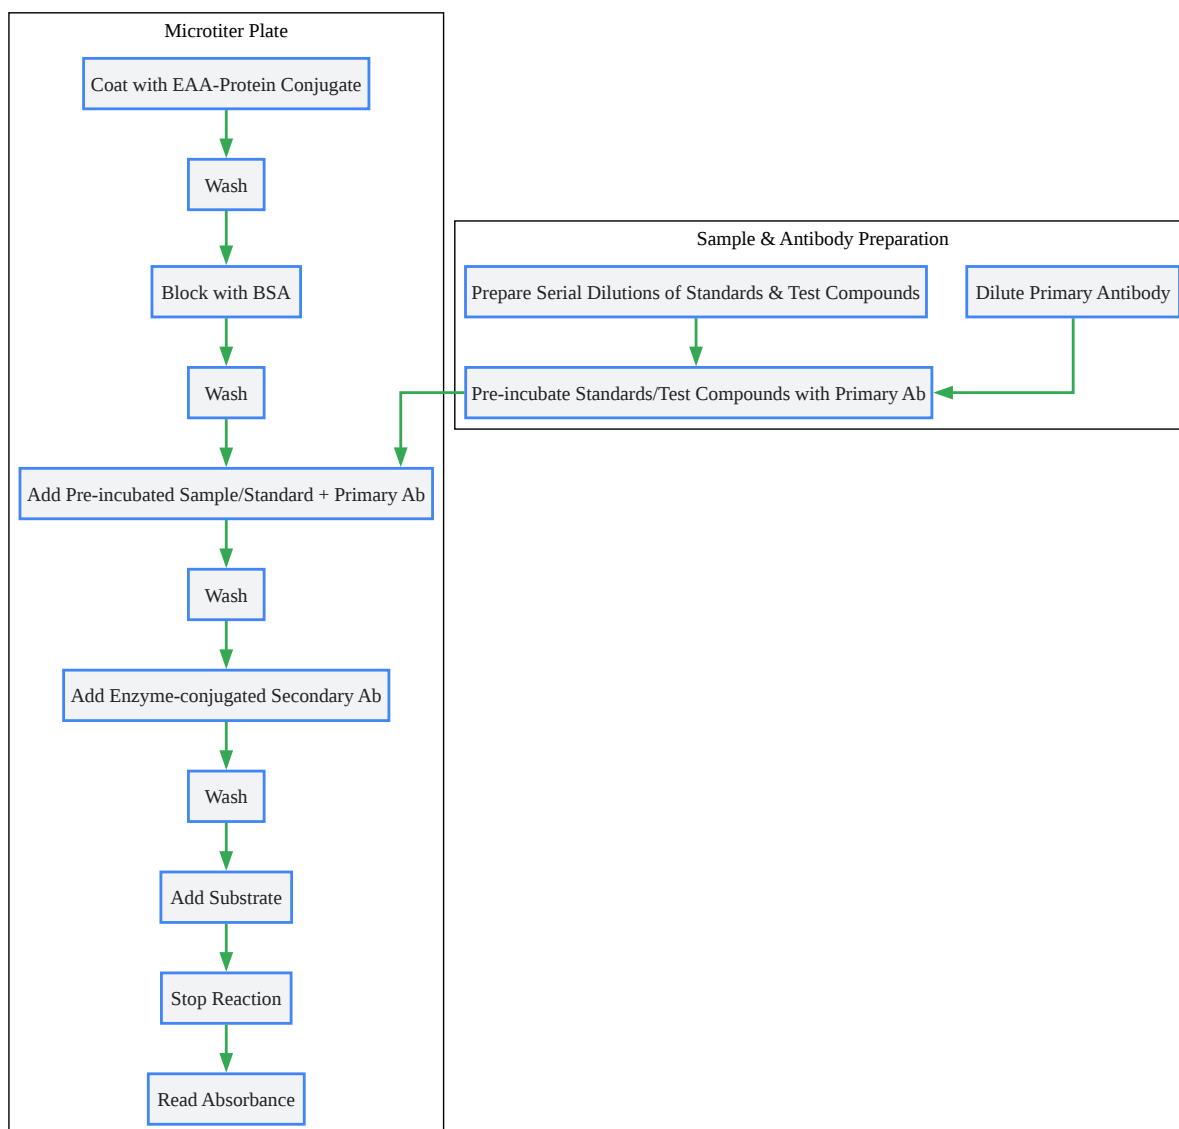 Microtiter Plate
Coat with EAA-Protein Conjugate
Wash
Block with BSA
Wash
Add Pre-incubated Sample/Standard + Primary Ab
Wash
Add Enzyme-conjugated Secondary Ab
Wash
Add Substrate
Stop Reaction
Read Absorbance
Sample & Antibody Preparation
Prepare Serial Dilutions of Standards & Test Compounds
Dilute Primary Antibody
Pre-incubate Standards/Test Compounds with Primary Ab